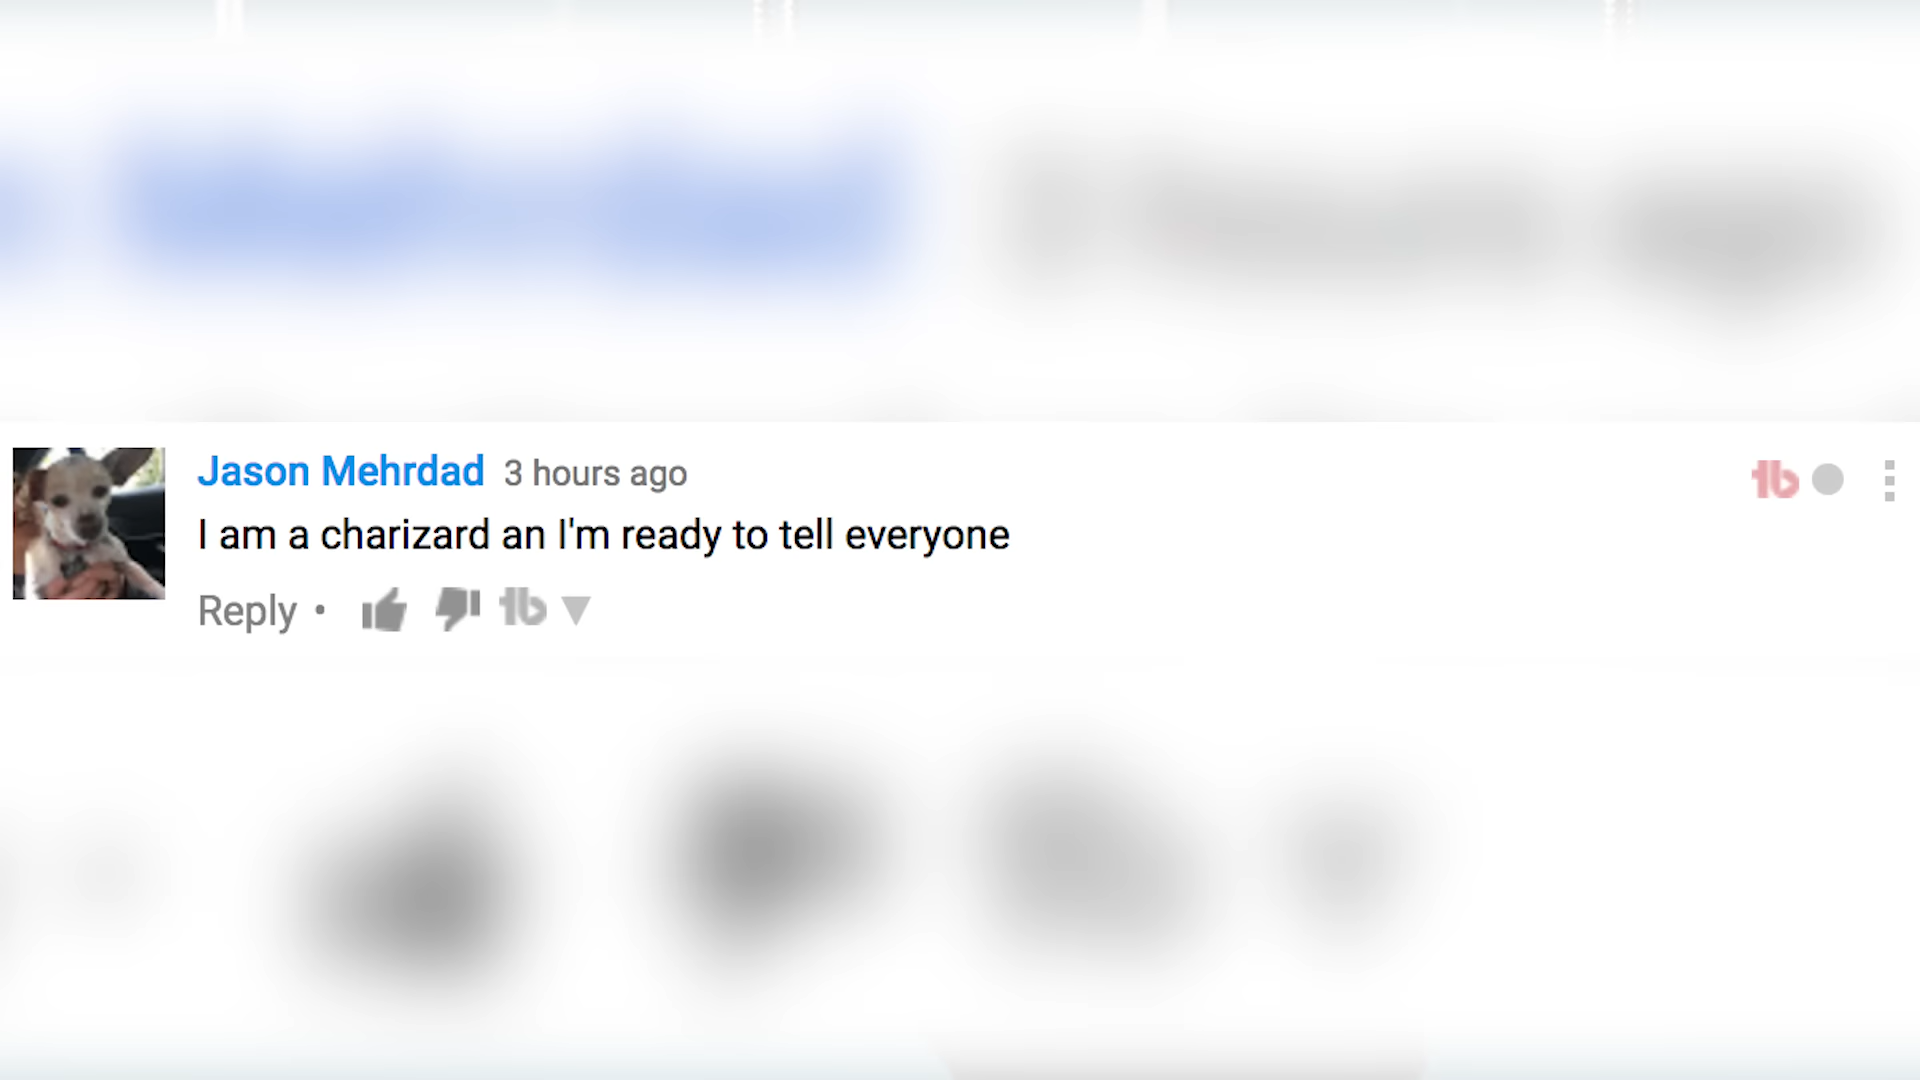 Jason Mehrdad 3 hours ago
I am a charizard an I'm ready to tell everyone
Reply •